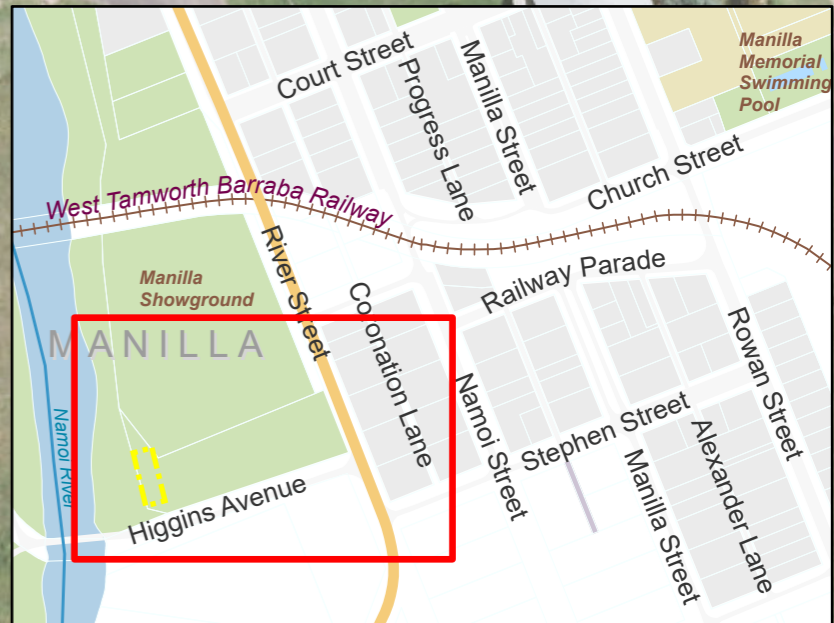 Court Street
Progress Lane
Manilla Street
Manilla
Memorial
Swimming
Pool
Church Street
West Tamworth Barraba Railway
River Street
Manilla
Showground
Coronation Lane
Railway Parade
MANILLA
Namoi River
Namoi Street
Rowan Street
Stephen Street
Alexander Lane
Manilla Street
Higgins Avenue